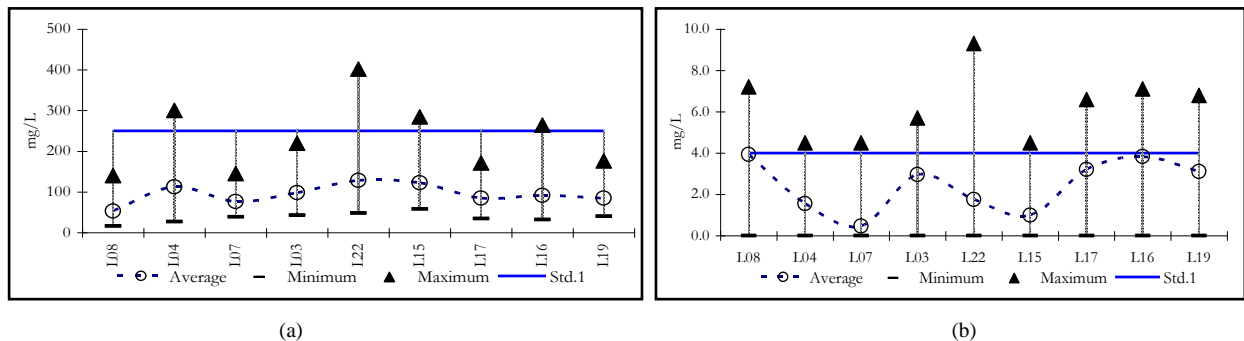 500
400
300
200
100
0
mg/L
L08
L04
L07
L03
L22
L15
L17
L16
L19
Average
Minimum
Maximum
Std.1
(a)
10.0
8.0
6.0
4.0
2.0
0.0
mg/L
L08 L04 L07 L03 L22 L15 L17 L16 L19
Average
Minimum
Maximum
Std.1
(b)